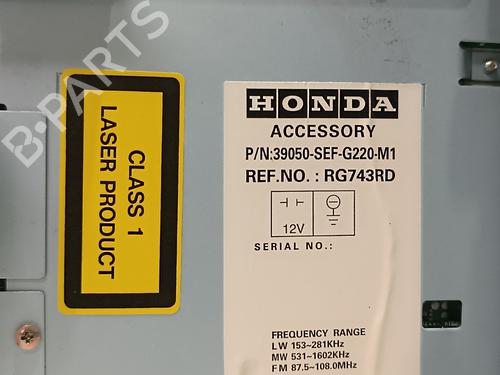 B-PARTS
CLASS 1
LASER PRODUCT
HONDA
ACCESSORY
P/N:39050-SEF-G220-M1
REF.NO. : RG743RD
12V
SERIAL NO.:
FREQUENCY RANGE
LW 153~281KHz
MW 531~1602KHz
FM 87.5~108.0MHz